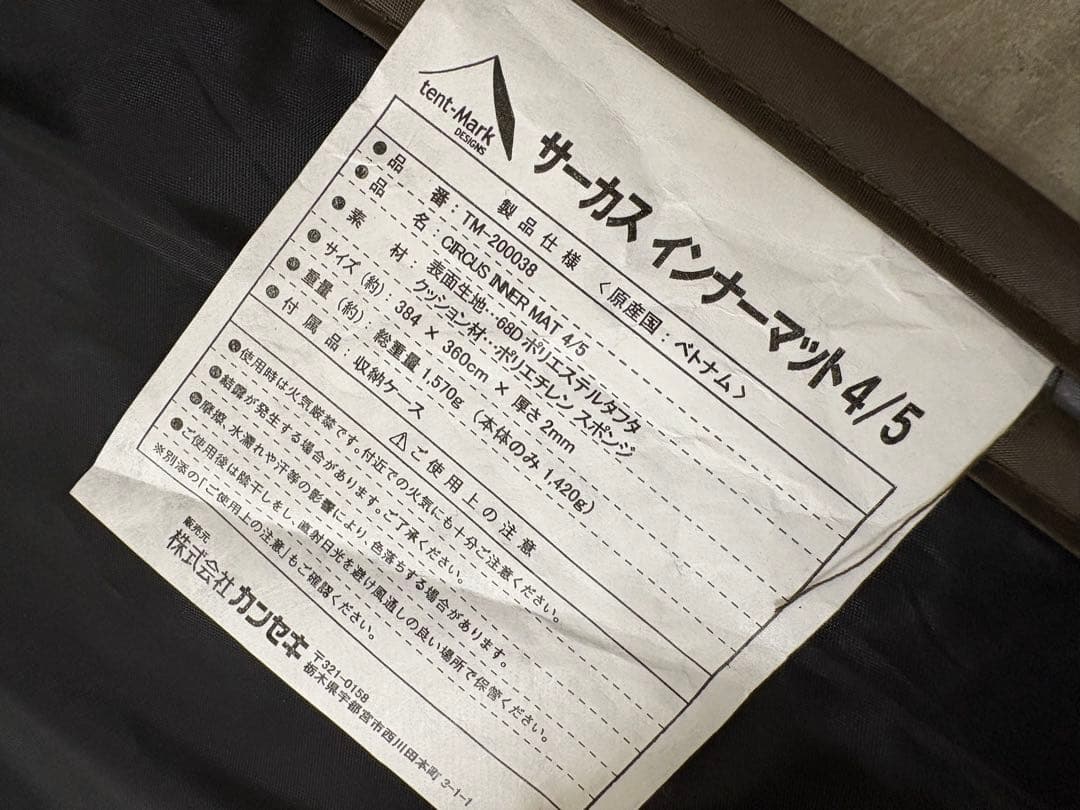 tent-Mark
DESIGNS
サーカス インナーマット 4/5
製品仕様 〈原産国：ベトナム〉
品番：TM-200038
品名：CIRCUS INNER MAT 4/5
素材：表面生地…68Dポリエステルタフタ
クッション材…ポリエチレンスポンジ
サイズ（約）：384 × 360cm × 厚さ2mm
重量（約）：総重量 1,570g（本体のみ 1,420g）
付属品：収納ケース
⚠ご使用上の注意
使用時は火気厳禁です。付近での火気にも十分ご注意ください。
結露が発生する場合があります。ご了承ください。
摩擦、水濡れや汗等の影響により、色落ちする場合があります。
ご使用後は陰干しをし、直射日光を避け風通しの良い場所で保管ください。
※別添の「ご使用上の注意」もご確認ください。
販売元
株式会社カンセキ
〒321-0158
栃木県宇都宮市西川田本町 3-1-1